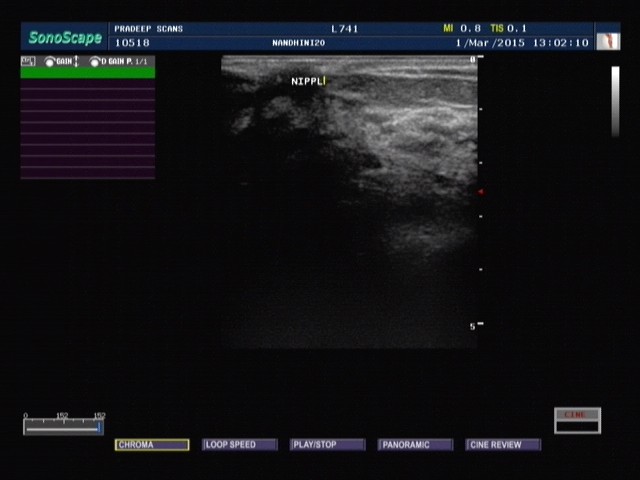 SonoScape
PRADEEP SCANS L741 MI 0.8 TIS 0.1
10518 NANDHINI20 1/Mar/2015 13:02:10
GAIN D GAIN P. 1/1
0
NIPPL
5
0 152 152
CINE
CHROMA LOOP SPEED PLAY/STOP PANORAMIC CINE REVIEW